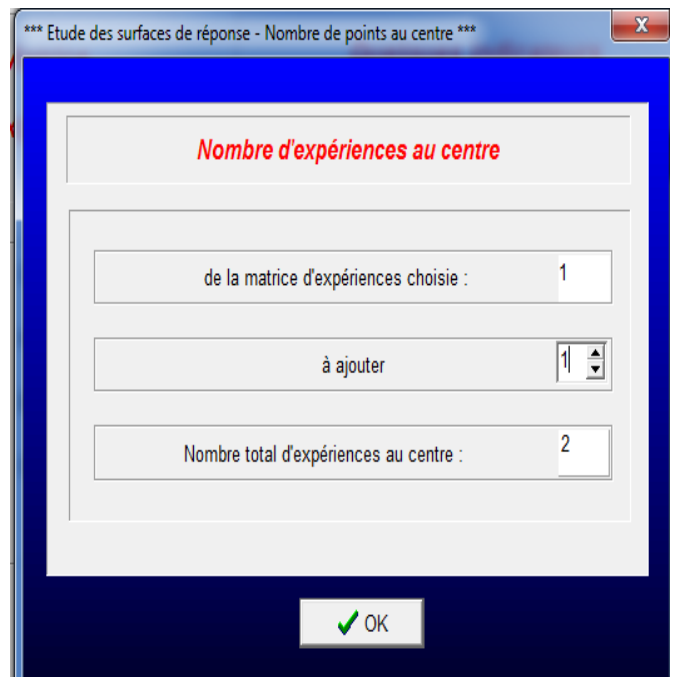 *** Etude des surfaces de réponse - Nombre de points au centre ***
Nombre d'expériences au centre
de la matrice d'expériences choisie : 1
à ajouter 1
Nombre total d'expériences au centre : 2
OK